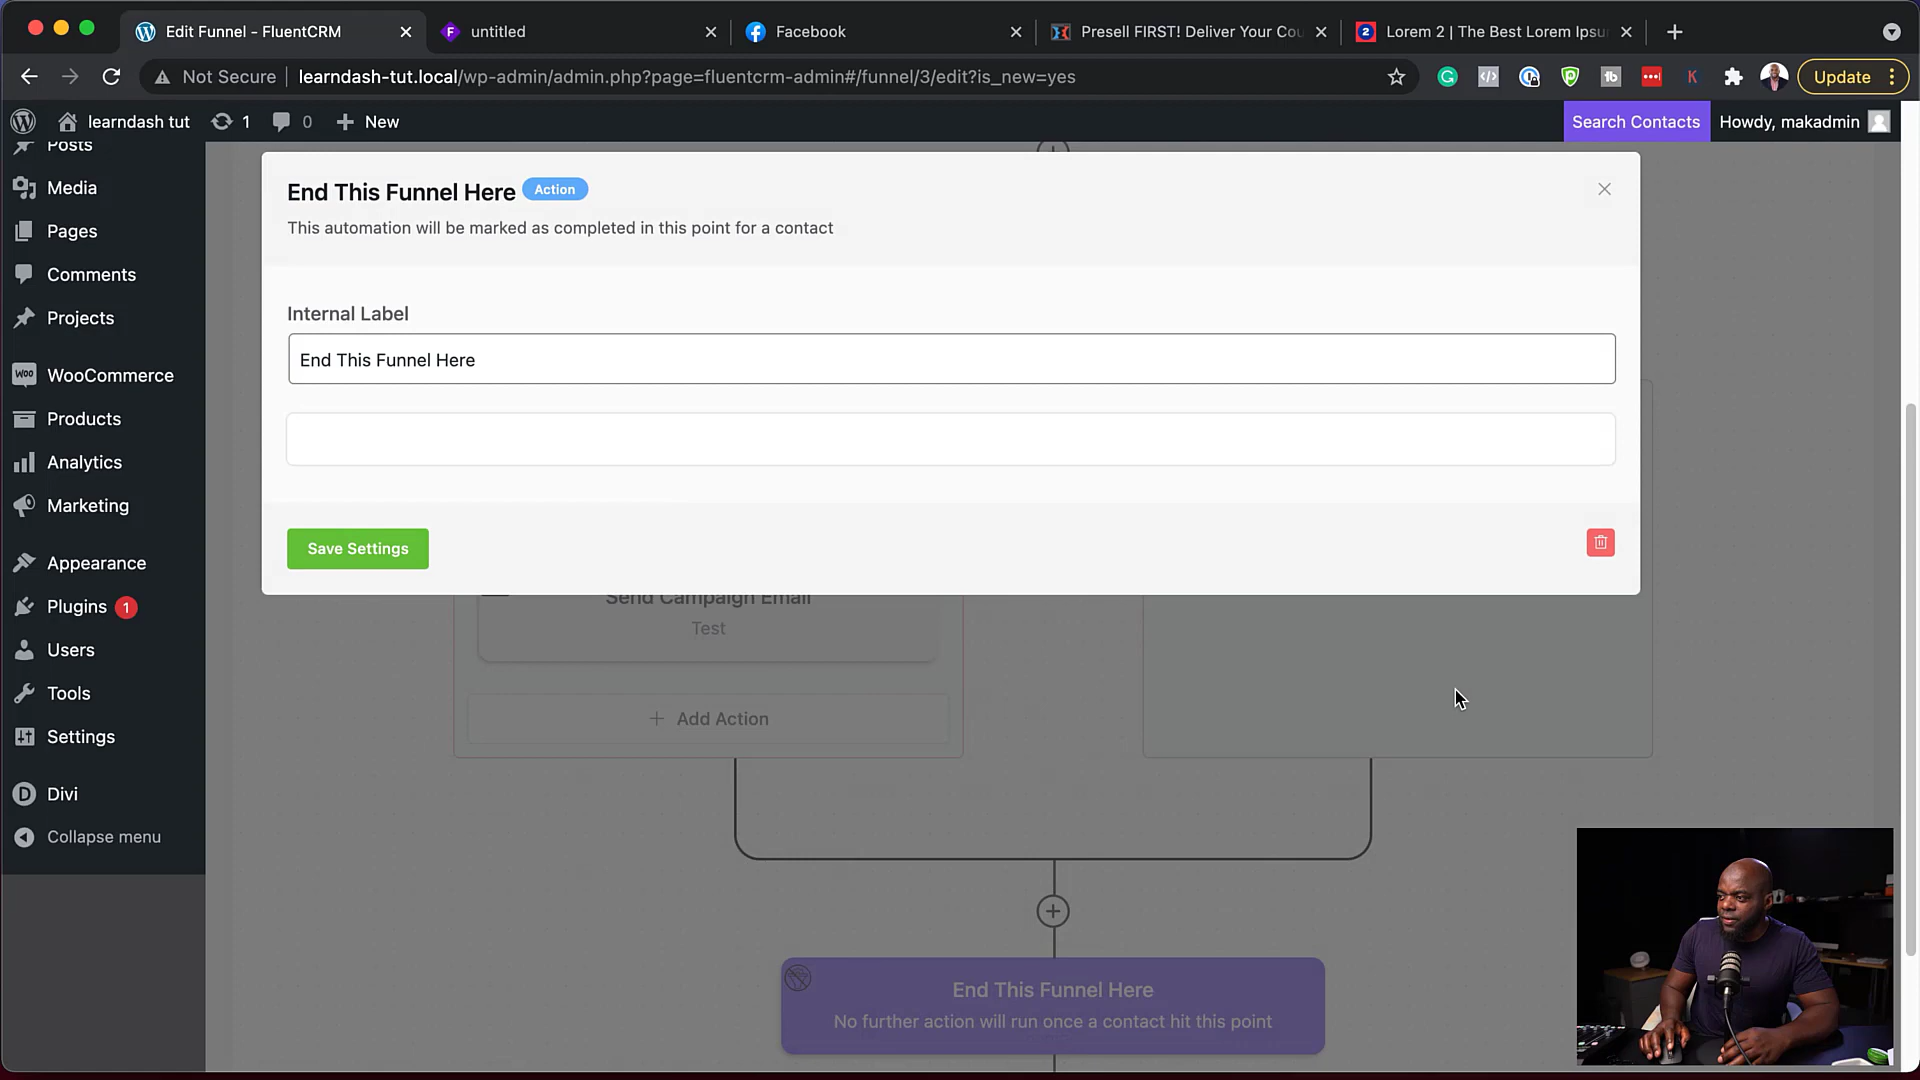 Edit Funnel - FluentCRM
untitled
Facebook
Presell FIRST! Deliver Your Cou
Lorem 2 | The Best Lorem Ipsu
Not Secure
learndash-tut.local/wp-admin/admin.php?page=fluentcrm-admin#/funnel/3/edit?is_new=yes
Update
learndash tut
1
0
New
Search Contacts
Howdy, makadmin
Posts
Media
Pages
Comments
Projects
WooCommerce
Products
Analytics
Marketing
Appearance
Plugins 1
Users
Tools
Settings
Divi
Collapse menu
End This Funnel Here
Action
This automation will be marked as completed in this point for a contact
Internal Label
End This Funnel Here
Save Settings
Send Campaign Email
Test
Add Action
End This Funnel Here
No further action will run once a contact hit this point